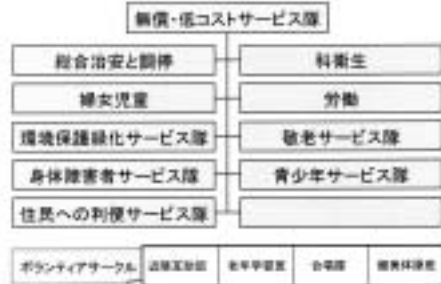 無償・低コストサービス隊
総合治安と調停
科衛生
婦女児童
労働
環境保護緑化サービス隊
敬老サービス隊
身体障害者サービス隊
青少年サービス隊
住民への利便サービス隊
ボランティアサークル
合唱隊